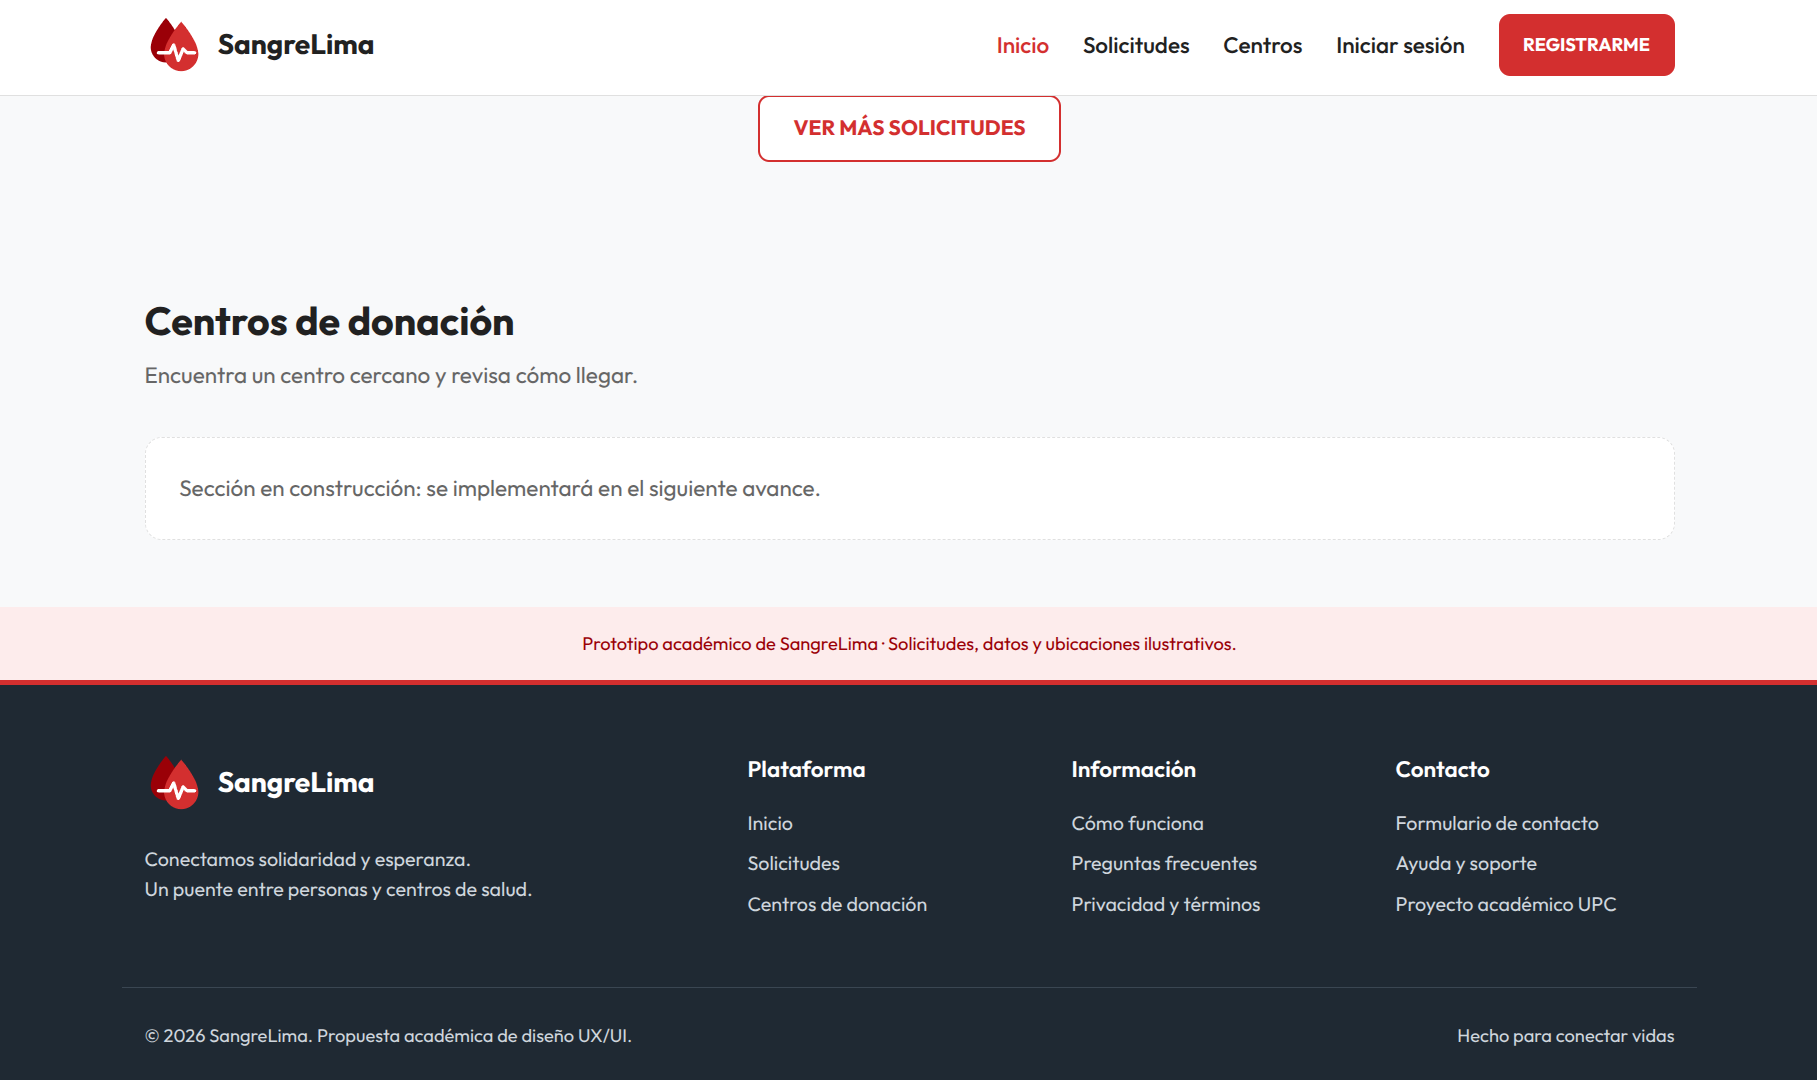 SangreLima
Inicio
Solicitudes
Centros
Iniciar sesión
REGISTRARME
VER MÁS SOLICITUDES
Centros de donación
Encuentra un centro cercano y revisa cómo llegar.
Sección en construcción: se implementará en el siguiente avance.
Prototipo académico de SangreLima · Solicitudes, datos y ubicaciones ilustrativos.
SangreLima
Conectamos solidaridad y esperanza.
Un puente entre personas y centros de salud.
Plataforma
Inicio
Solicitudes
Centros de donación
Información
Cómo funciona
Preguntas frecuentes
Privacidad y términos
Contacto
Formulario de contacto
Ayuda y soporte
Proyecto académico UPC
© 2026 SangreLima. Propuesta académica de diseño UX/UI.
Hecho para conectar vidas